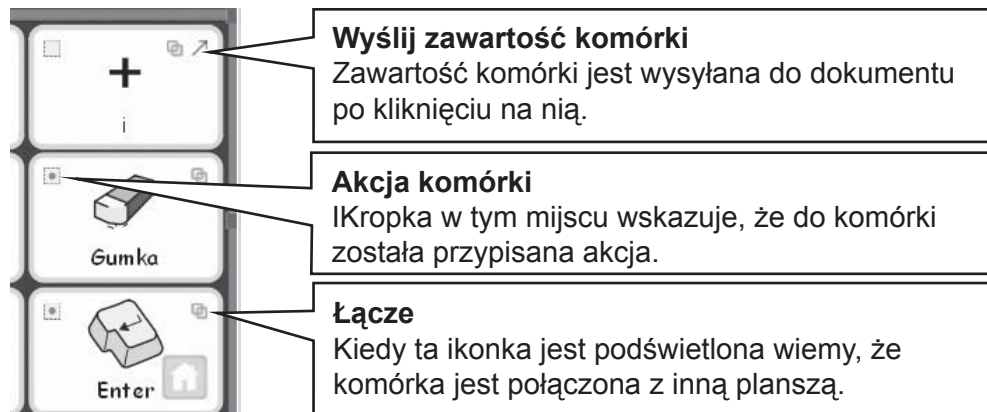 Wyślij zawartość komórki
Zawartość komórki jest wysyłana do dokumentu
po kliknięciu na nią.
i
Akcja komórki
IKropka w tym mijscu wskazuje, że do komórki
została przypisana akcja.
Gumka
Łącze
Kiedy ta ikonka jest podświetlona wiemy, że
komórka jest połączona z inną planszą.
Enter